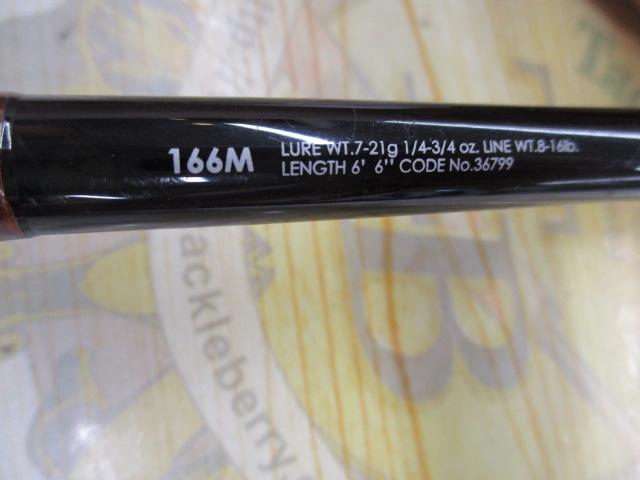 166M
LURE WT.7-21g 1/4-3/4 oz. LINE WT.8-16lb.
LENGTH 6' 6'' CODE No.36799
ackleberry
B